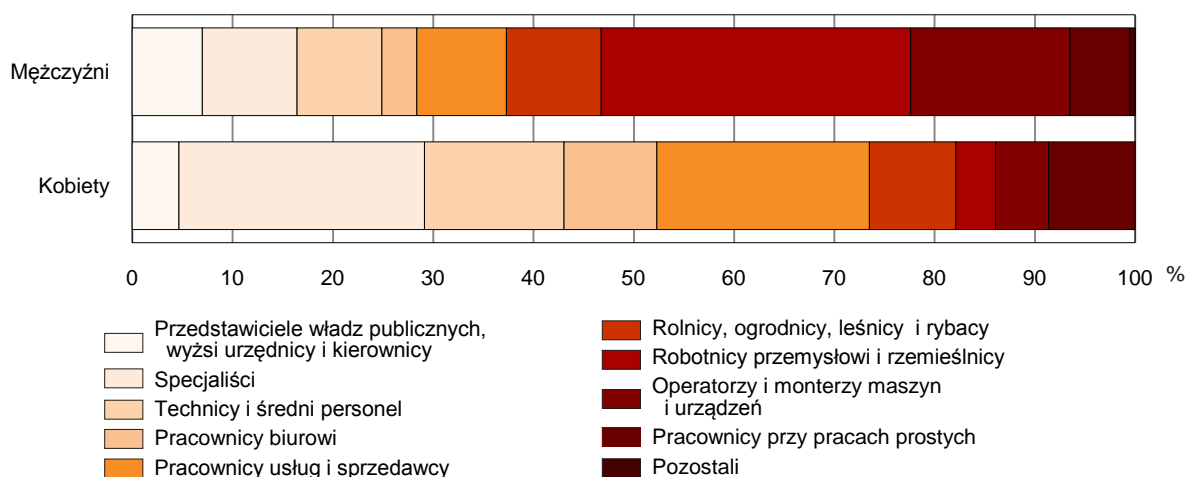 Mężczyźni
Kobiety
0 10 20 30 40 50 60 70 80 90 100 %
Przedstawiciele władz publicznych,
wyżsi urzędnicy i kierownicy
Specjaliści
Technicy i średni personel
Pracownicy biurowi
Pracownicy usług i sprzedawcy
Rolnicy, ogrodnicy, leśnicy i rybacy
Robotnicy przemysłowi i rzemieślnicy
Operatorzy i monterzy maszyn
i urządzeń
Pracownicy przy pracach prostych
Pozostali